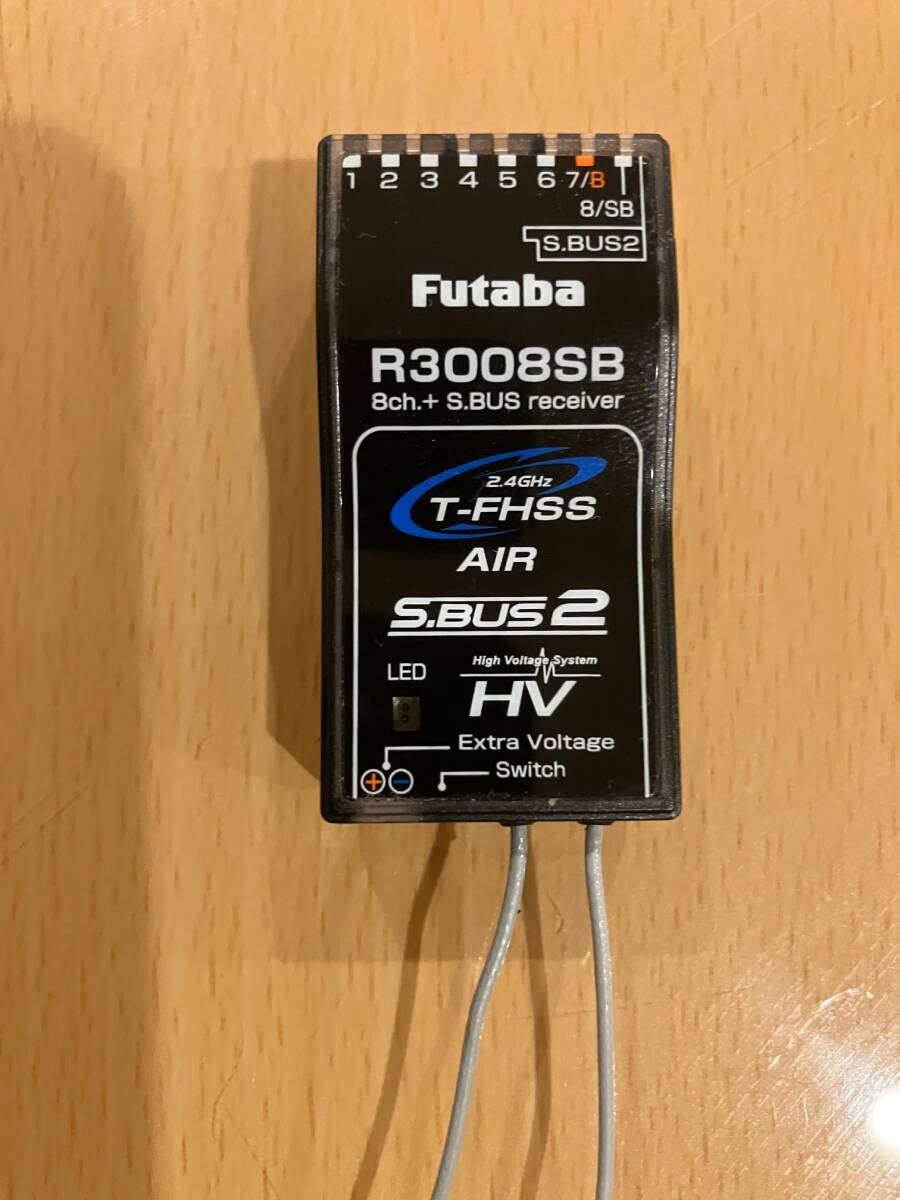 1 2 3 4 5 6 7/B
8/SB
S.BUS2
Futaba
R3008SB
8ch.+ S.BUS receiver
2.4GHz
T-FHSS
AIR
S.BUS2
High Voltage System
LED
HV
Extra Voltage
Switch
+ −